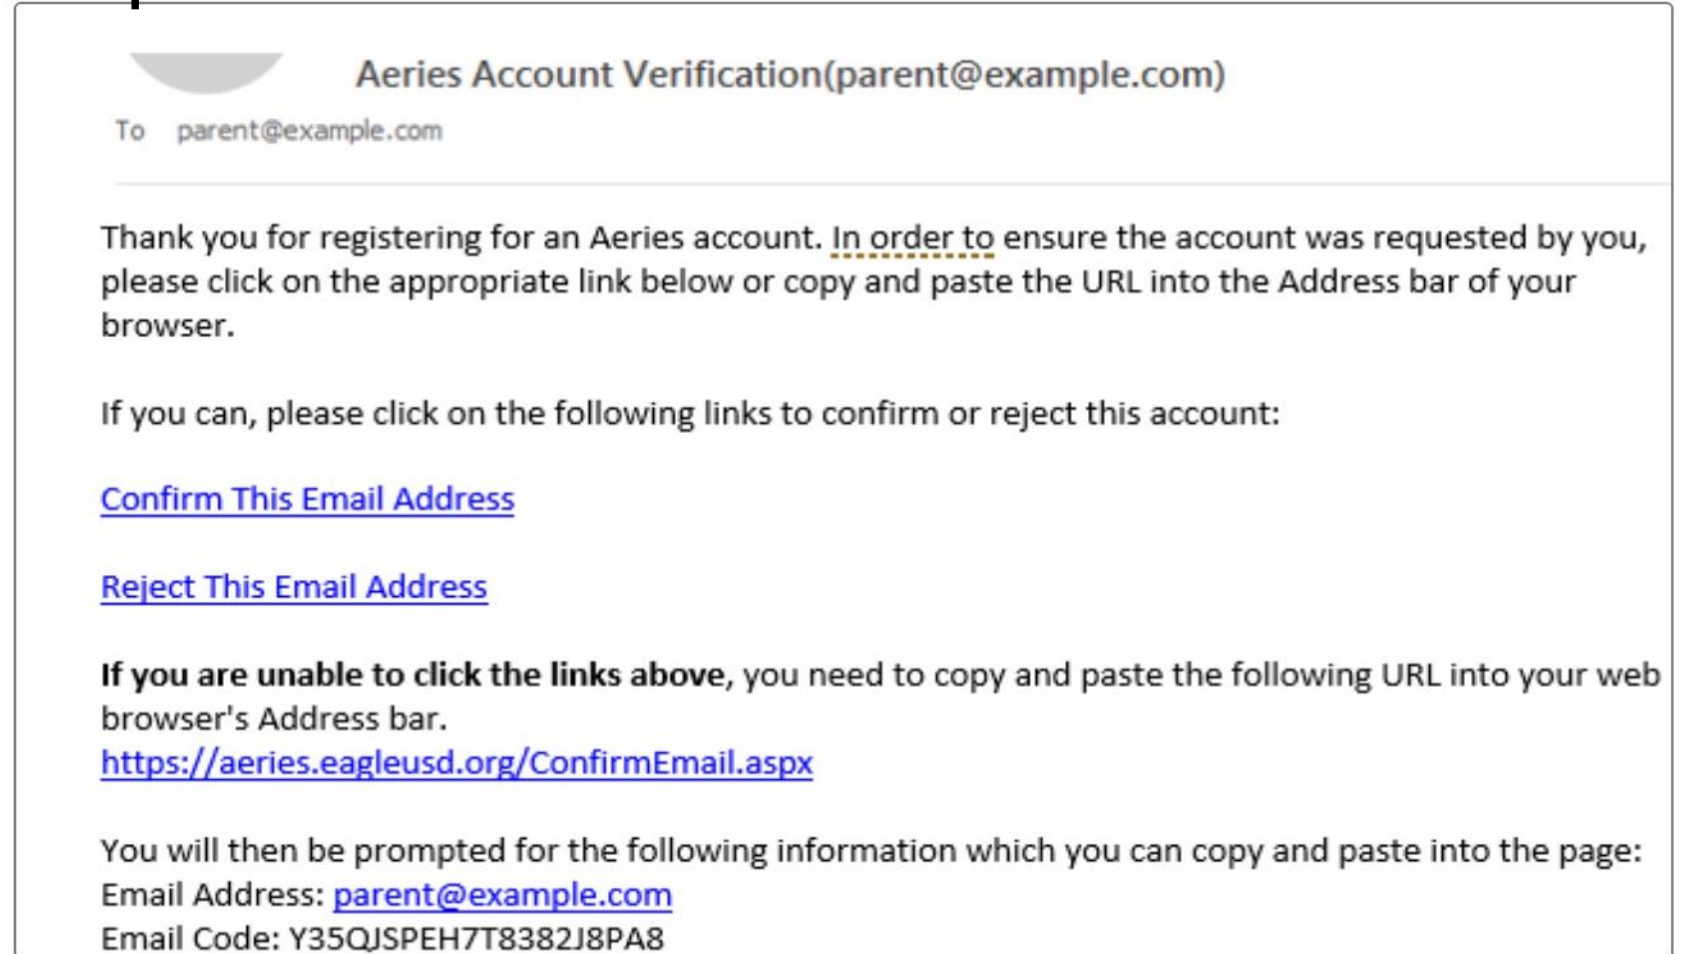 Aeries Account Verification(parent@example.com)
To parent@example.com
Thank you for registering for an Aeries account. In order to ensure the account was requested by you,
please click on the appropriate link below or copy and paste the URL into the Address bar of your
browser.
If you can, please click on the following links to confirm or reject this account:
Confirm This Email Address
Reject This Email Address
If you are unable to click the links above, you need to copy and paste the following URL into your web
browser's Address bar.
https://aeries.eagleusd.org/ConfirmEmail.aspx
You will then be prompted for the following information which you can copy and paste into the page:
Email Address: parent@example.com
Email Code: Y35QJSPEH7T8382J8PA8